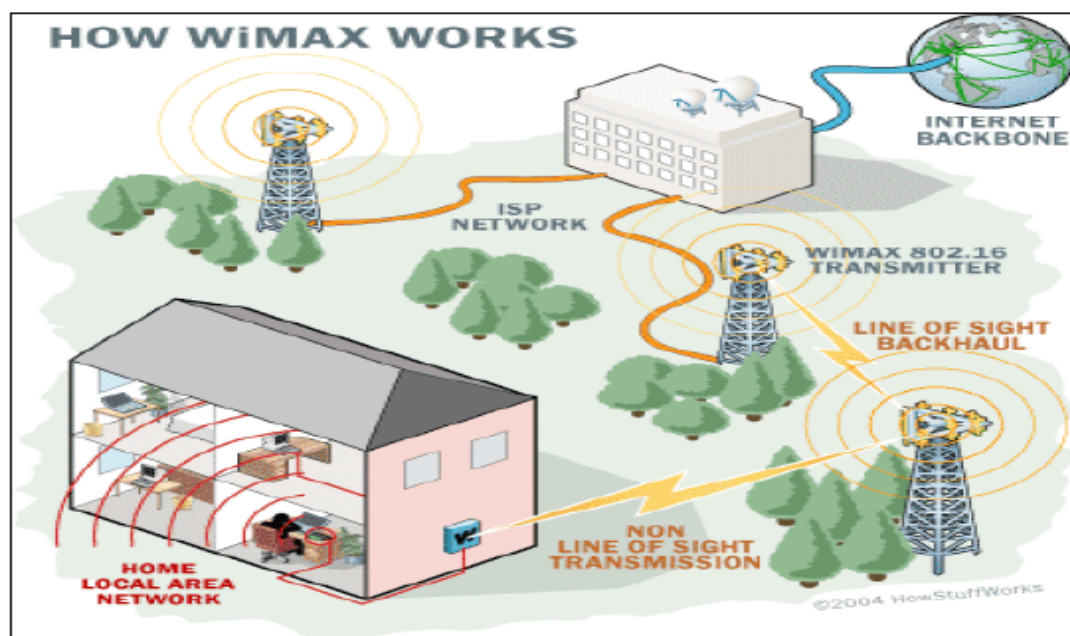 HOW WiMAX WORKS
INTERNET
BACKBONE
ISP
NETWORK
WIMAX 802.16
TRANSMITTER
LINE OF SIGHT
BACKHAUL
NON
LINE OF SIGHT
TRANSMISSION
HOME
LOCAL AREA
NETWORK
©2004 HowStuffWorks